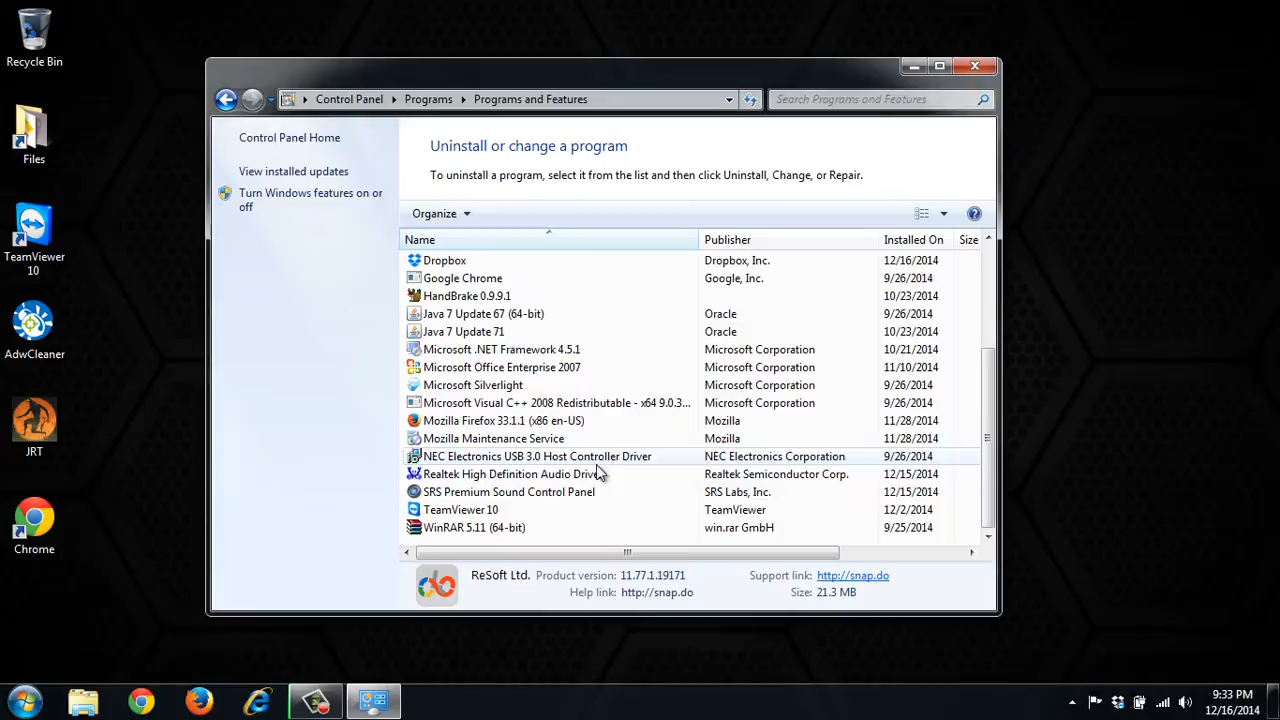 Recycle Bin
Files
TeamViewer
10
AdwCleaner
JRT
Chrome
Control Panel Programs Programs and Features
Search Programs and Features
Control Panel Home
View installed updates
Turn Windows features on or
off
Uninstall or change a program
To uninstall a program, select it from the list and then click Uninstall, Change, or Repair.
Organize
Name Publisher Installed On Size
Dropbox Dropbox, Inc. 12/16/2014
Google Chrome Google, Inc. 9/26/2014
HandBrake 0.9.9.1 10/23/2014
Java 7 Update 67 (64-bit) Oracle 9/26/2014
Java 7 Update 71 Oracle 10/23/2014
Microsoft .NET Framework 4.5.1 Microsoft Corporation 10/21/2014
Microsoft Office Enterprise 2007 Microsoft Corporation 11/10/2014
Microsoft Silverlight Microsoft Corporation 9/26/2014
Microsoft Visual C++ 2008 Redistributable - x64 9.0.3... Microsoft Corporation 9/26/2014
Mozilla Firefox 33.1.1 (x86 en-US) Mozilla 11/28/2014
Mozilla Maintenance Service Mozilla 11/28/2014
NEC Electronics USB 3.0 Host Controller Driver NEC Electronics Corporation 9/26/2014
Realtek High Definition Audio Drive Realtek Semiconductor Corp. 12/15/2014
SRS Premium Sound Control Panel SRS Labs, Inc. 12/15/2014
TeamViewer 10 TeamViewer 12/2/2014
WinRAR 5.11 (64-bit) win.rar GmbH 9/25/2014
ReSoft Ltd. Product version: 11.77.1.19171 Support link: http://snap.do
Help link: http://snap.do Size: 21.3 MB
9:33 PM
12/16/2014